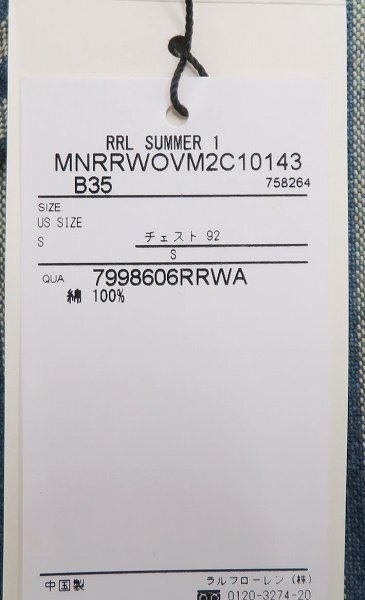 RRL SUMMER 1
MNRRWOVM2C10143
B35 758264
SIZE
US SIZE
S チェスト 92
S
QUA 7998606RRWA
綿 100%
中国製 ラルフローレン(株)
0120-3274-20